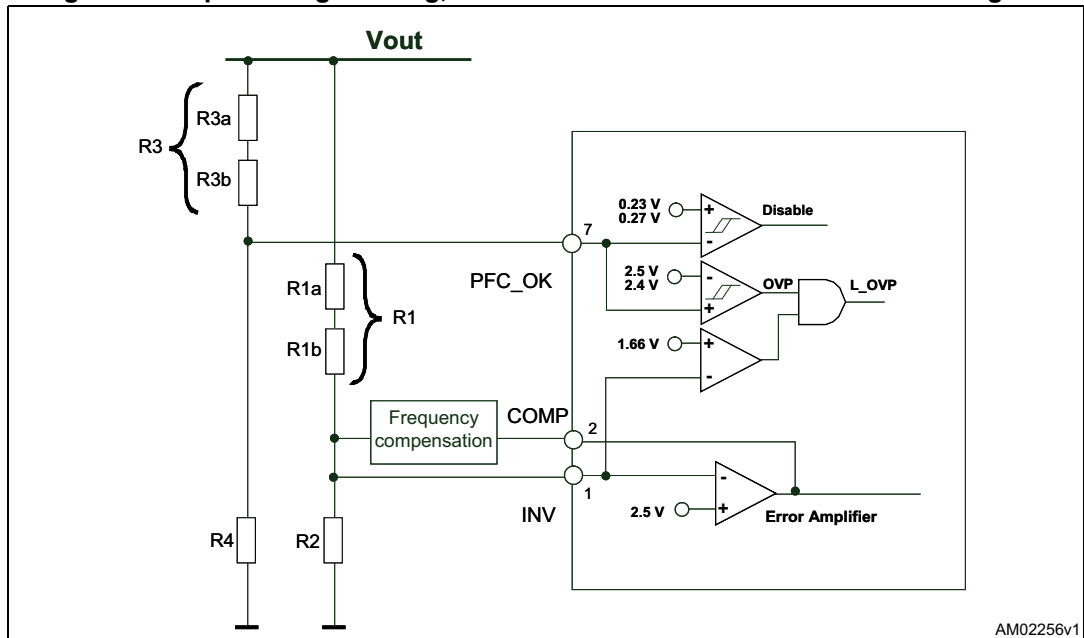 Vout
R3a
R3
R3b
0.23 V
0.27 V
Disable
7
PFC_OK
2.5 V
2.4 V
OVP
L_OVP
R1a
R1
R1b
1.66 V
Frequency
compensation
COMP
2
1
INV
2.5 V
Error Amplifier
R4
R2
AM02256v1